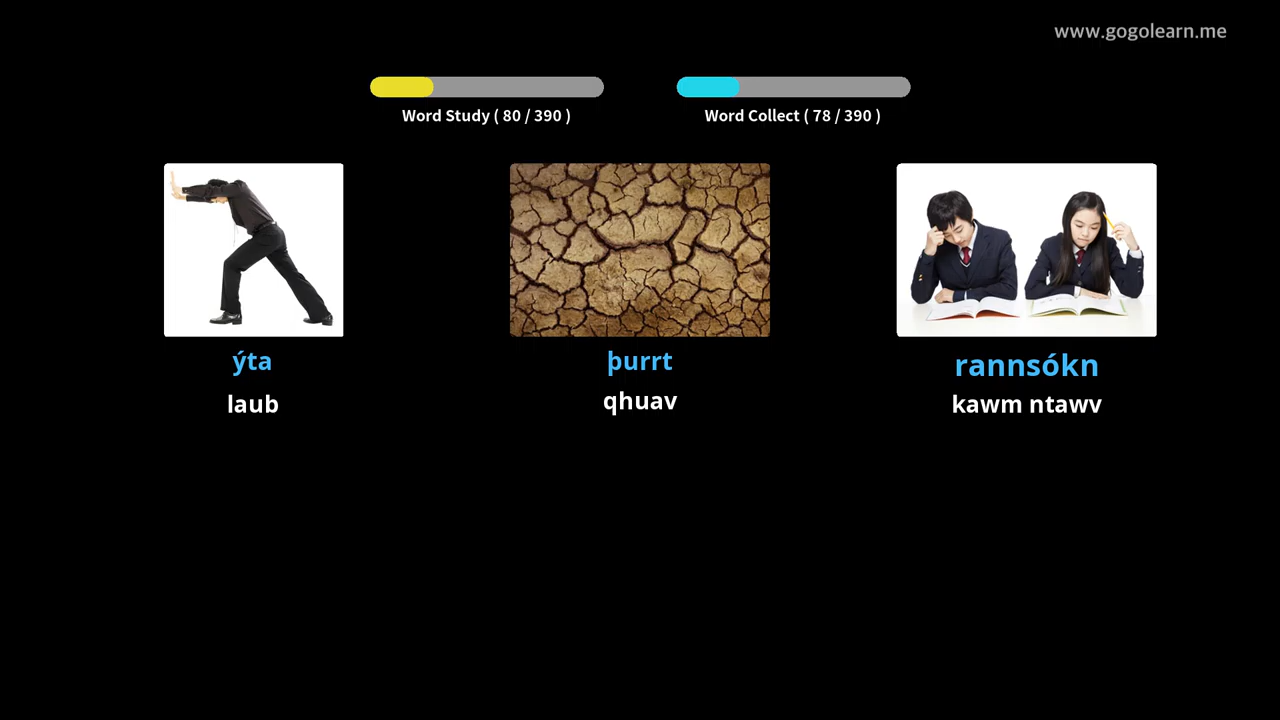 www.gogolearn.me
Word Study ( 80 / 390 )
Word Collect ( 78 / 390 )
ýta
laub
þurrt
qhuav
rannsókn
kawm ntawv